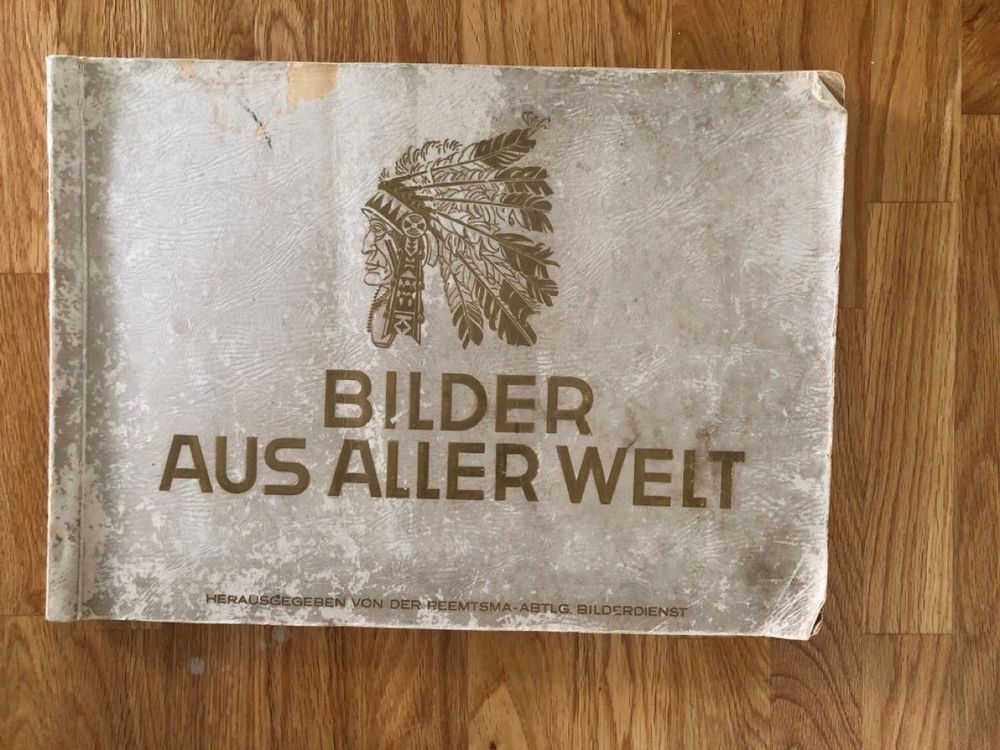 BILDER
AUS ALLER WELT
HERAUSGEGEBEN VON DER REEMTSMA-ABTLG. BILDERDIENST